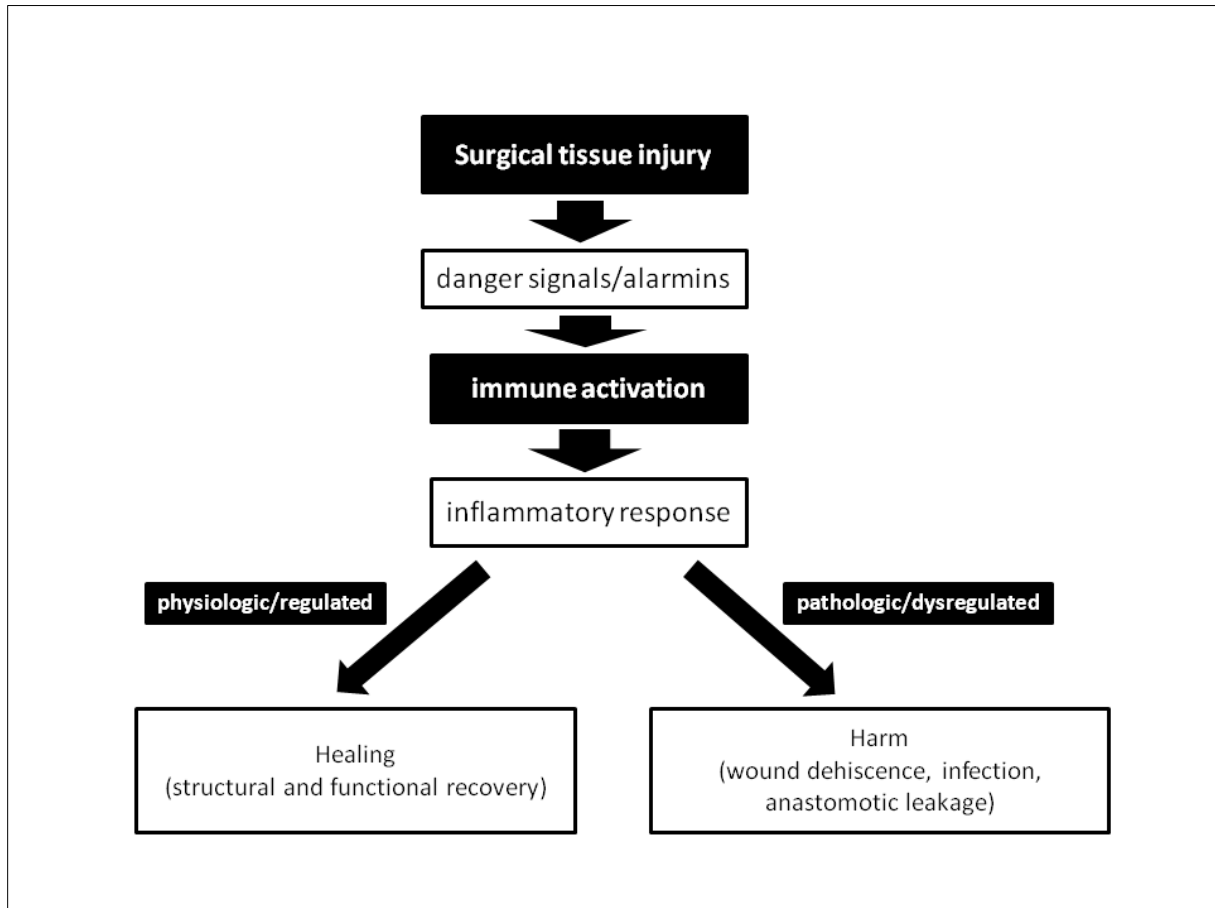 Surgical tissue injury
danger signals/alarmins
immune activation
inflammatory response
physiologic/regulated
pathologic/dysregulated
Healing
(structural and functional recovery)
Harm
(wound dehiscence, infection,
anastomotic leakage)